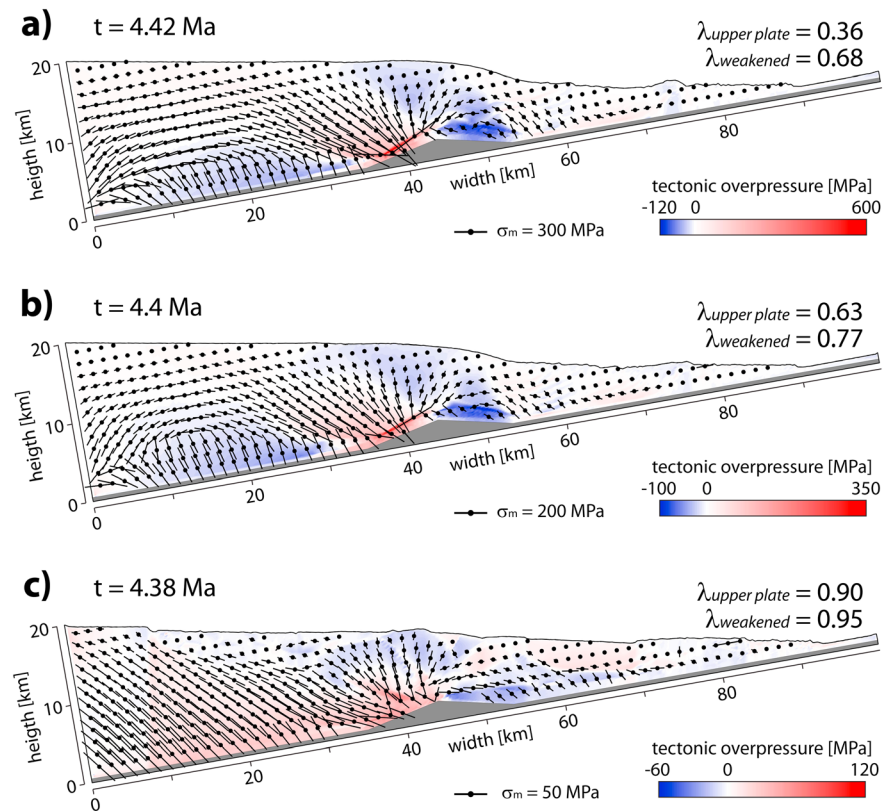 a)
t = 4.42 Ma
λupper plate = 0.36
λweakened = 0.68
20
10
0
heigth [km]
0
20
40
60
80
width [km]
σm = 300 MPa
tectonic overpressure [MPa]
-120 0 600
b)
t = 4.4 Ma
λupper plate = 0.63
λweakened = 0.77
20
10
0
heigth [km]
0
20
40
60
80
width [km]
σm = 200 MPa
tectonic overpressure [MPa]
-100 0 350
c)
t = 4.38 Ma
λupper plate = 0.90
λweakened = 0.95
20
10
0
heigth [km]
0
20
40
60
80
width [km]
σm = 50 MPa
tectonic overpressure [MPa]
-60 0 120